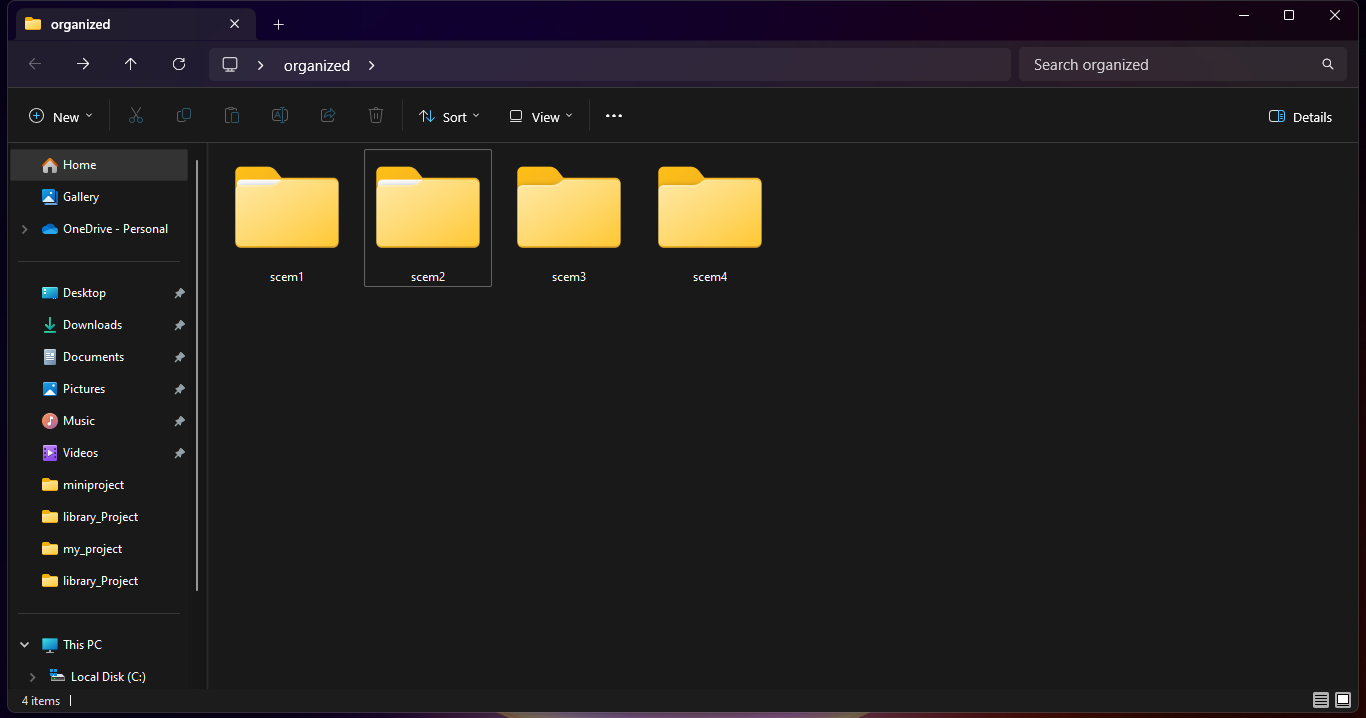 organized
organized
Search organized
New
Sort
View
Details
Home
Gallery
OneDrive - Personal
Desktop
Downloads
Documents
Pictures
Music
Videos
miniproject
library_Project
my_project
library_Project
This PC
Local Disk (C:)
scem1 scem2 scem3 scem4
4 items